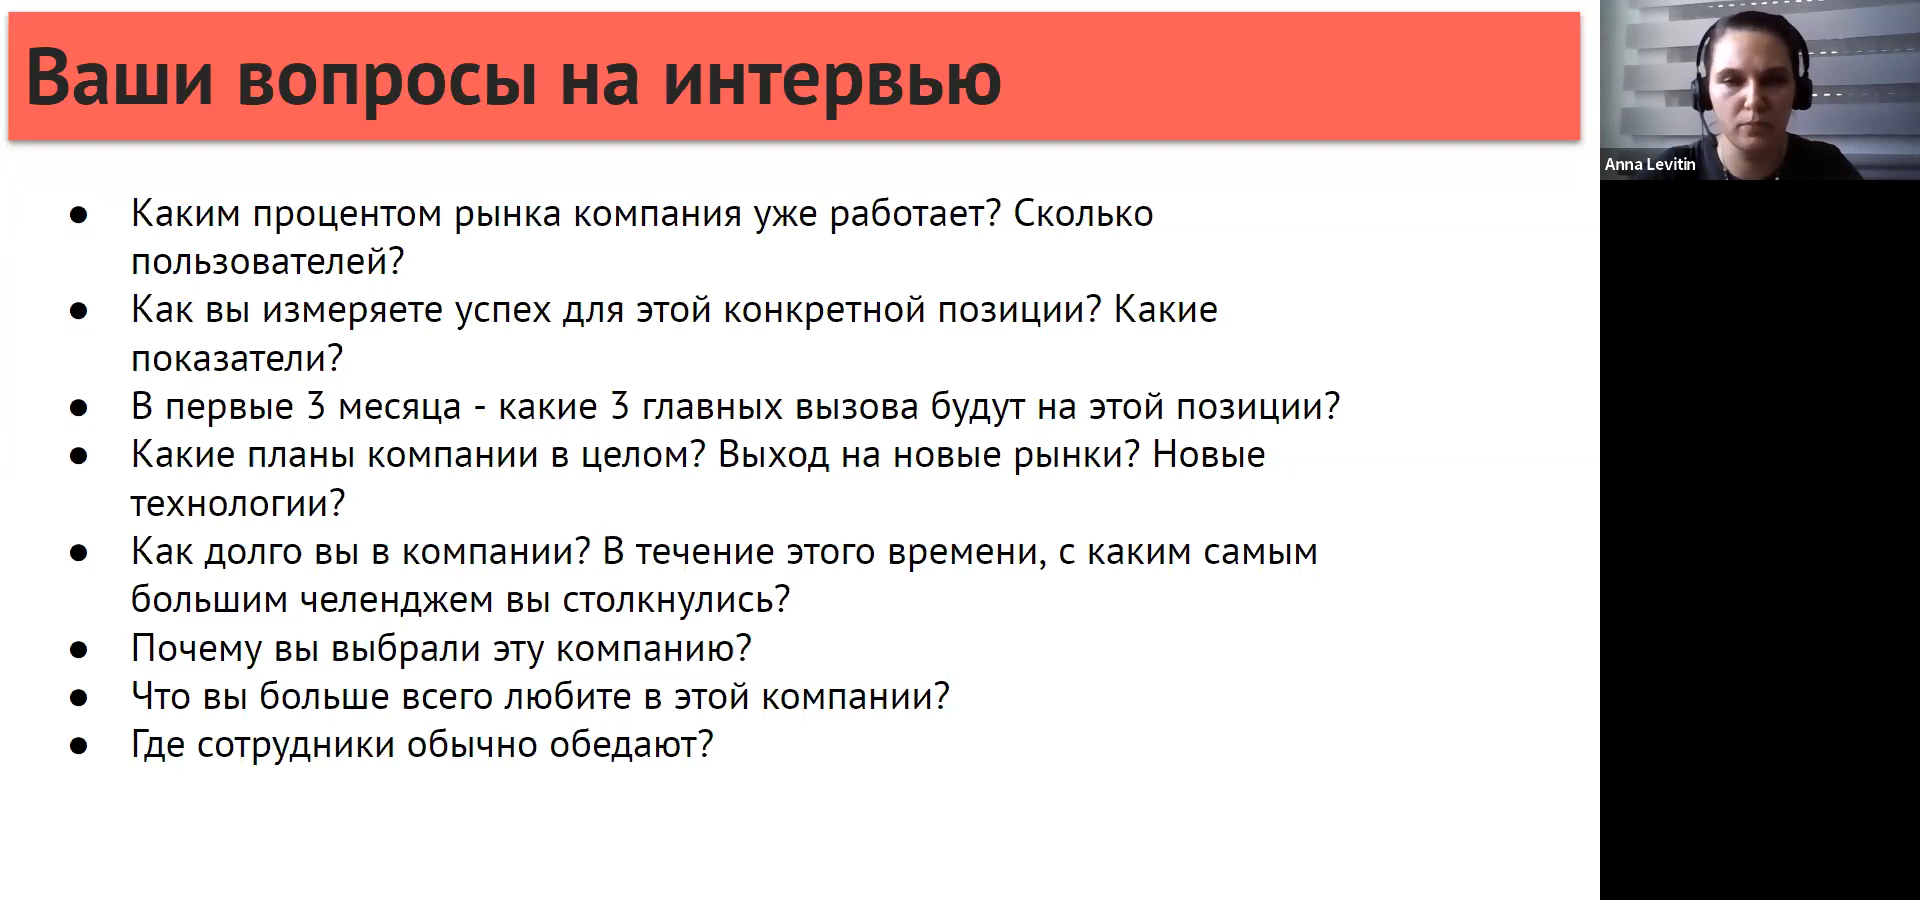 Ваши вопросы на интервью
● Каким процентом рынка компания уже работает? Сколько
пользователей?
● Как вы измеряете успех для этой конкретной позиции? Какие
показатели?
● В первые 3 месяца - какие 3 главных вызова будут на этой позиции?
● Какие планы компании в целом? Выход на новые рынки? Новые
технологии?
● Как долго вы в компании? В течение этого времени, с каким самым
большим челенджем вы столкнулись?
● Почему вы выбрали эту компанию?
● Что вы больше всего любите в этой компании?
● Где сотрудники обычно обедают?
Anna Levitin